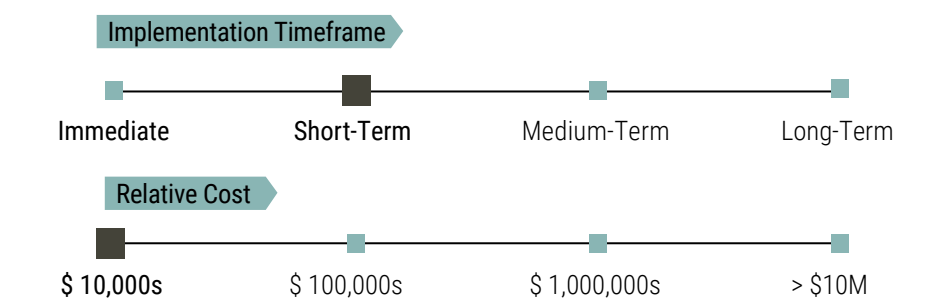 Implementation Timeframe
Immediate Short-Term Medium-Term Long-Term
Relative Cost
$ 10,000s $ 100,000s $ 1,000,000s > $10M